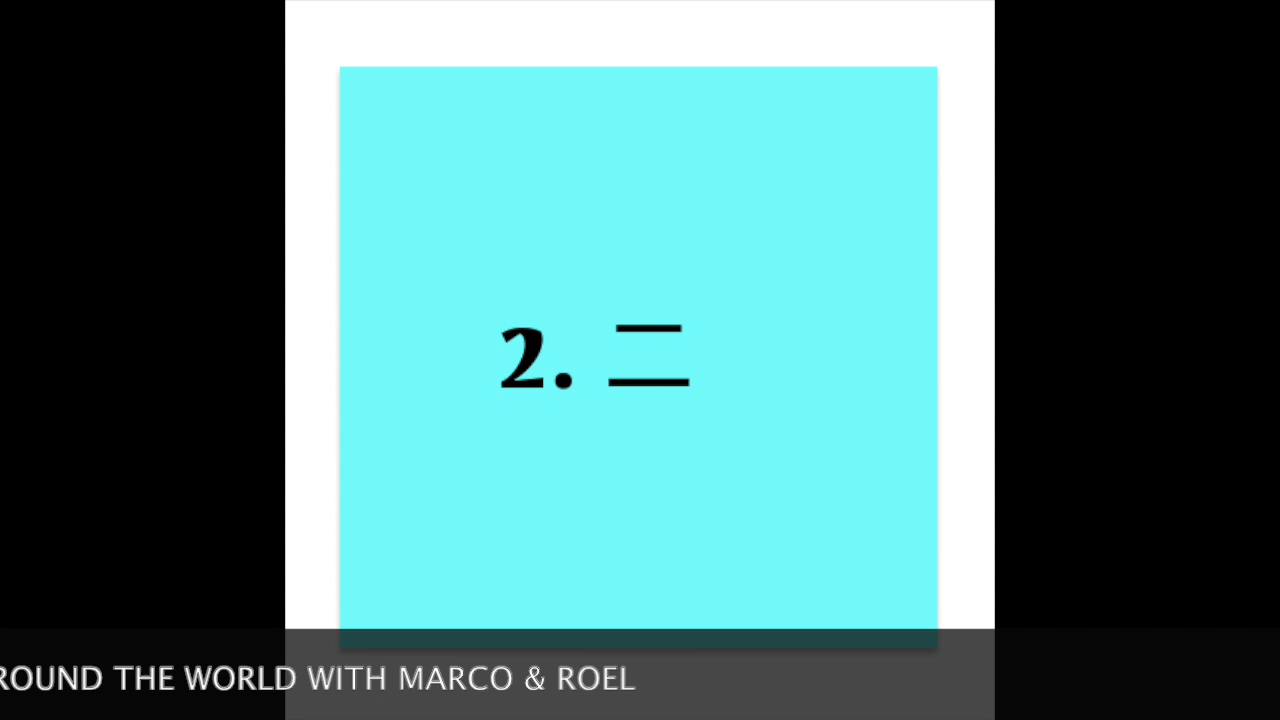 2. 二
ROUND THE WORLD WITH MARCO & ROEL